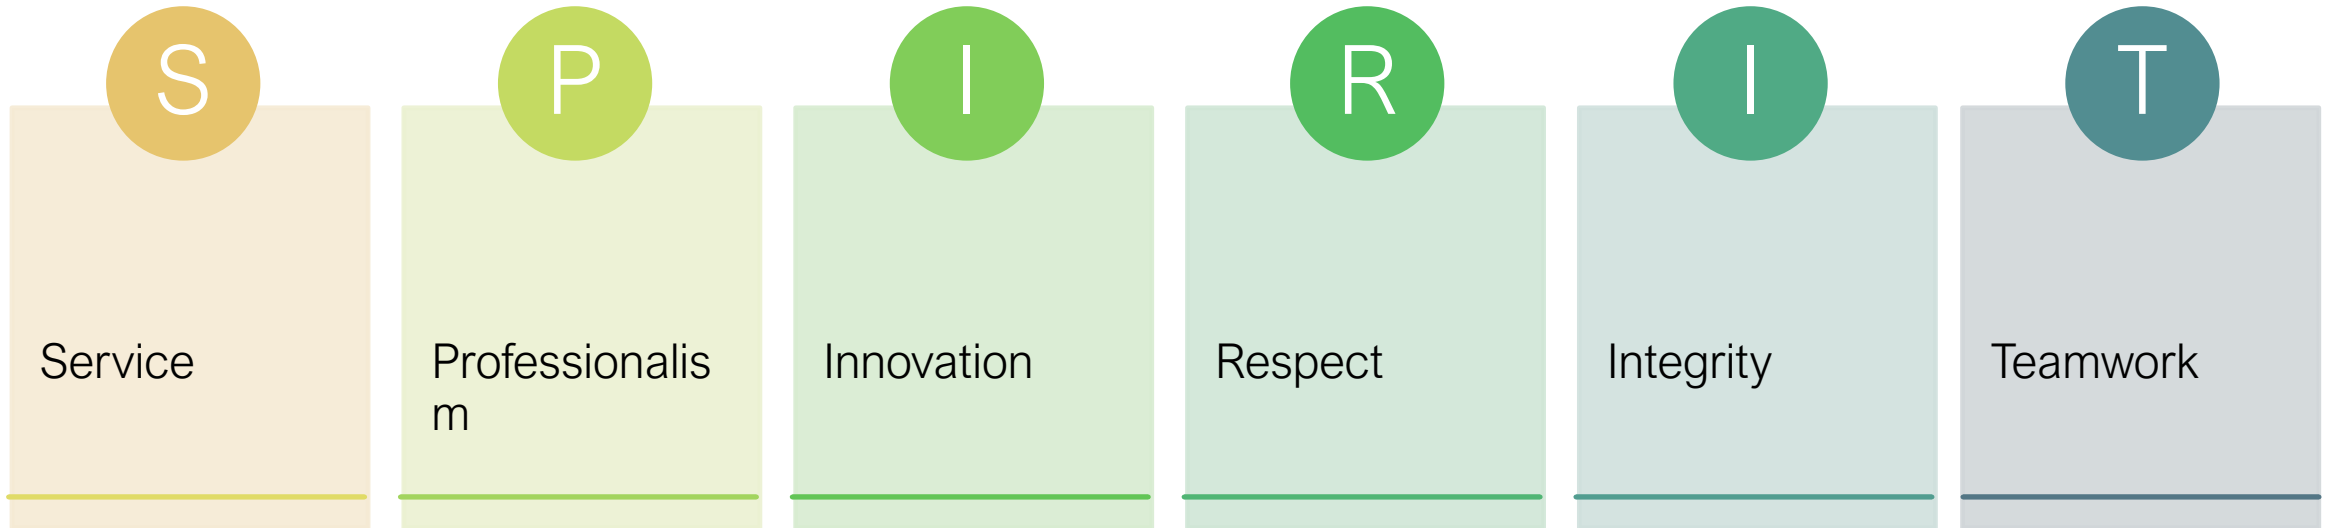 S
P
I
R
I
T
Service
Professionalis
m
Innovation
Respect
Integrity
Teamwork